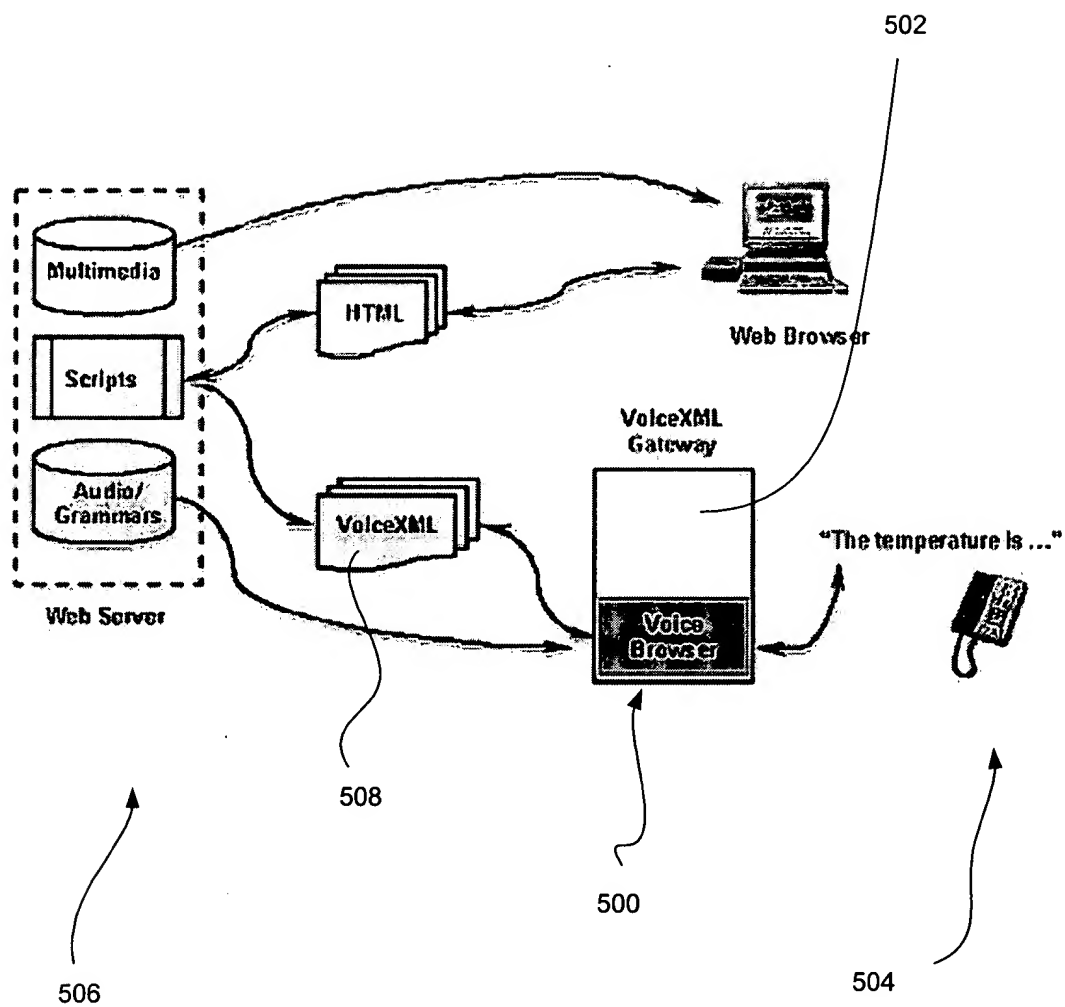 502
Multimedia
HTML
Web Browser
Scripts
VoiceXML
Gateway
Audio/
Grammars
VoiceXML
"The temperature is ..."
Web Server
Voice
Browser
508
500
506
504